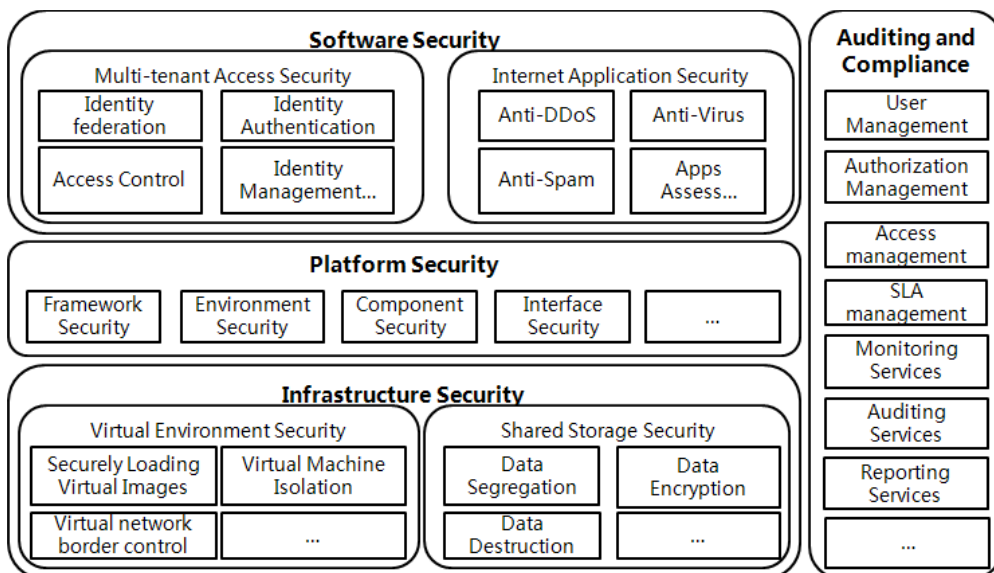 Software Security
Multi-tenant Access Security
Identity
federation
Identity
Authentication
Access Control
Identity
Management...
Internet Application Security
Anti-DDoS
Anti-Virus
Anti-Spam
Apps
Assess...
Platform Security
Framework
Security
Environment
Security
Component
Security
Interface
Security
...
Infrastructure Security
Virtual Environment Security
Securely Loading
Virtual Images
Virtual Machine
Isolation
Virtual network
border control
...
Shared Storage Security
Data
Segregation
Data
Encryption
Data
Destruction
...
Auditing and
Compliance
User
Management
Authorization
Management
Access
management
SLA
management
Monitoring
Services
Auditing
Services
Reporting
Services
...